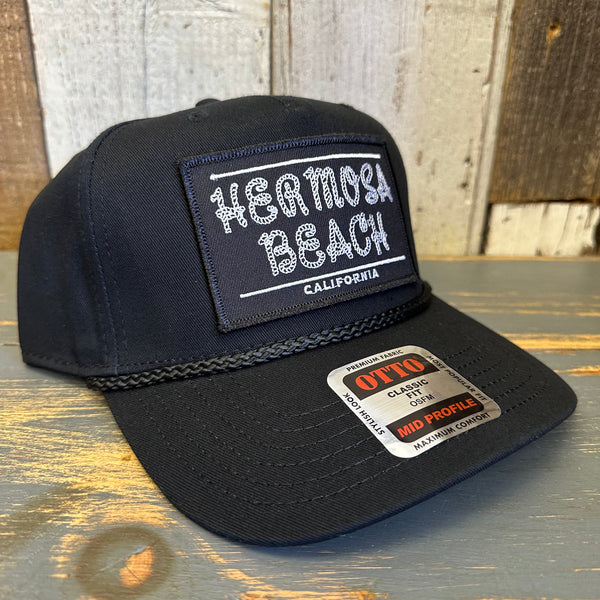 HERMOSA
BEACH
CALIFORNIA
PREMIUM FABRIC
MOST POPULAR FIT
STYLISH LOOK
MAXIMUM COMFORT
OTTO
CLASSIC
FIT
OSFM
MID PROFILE